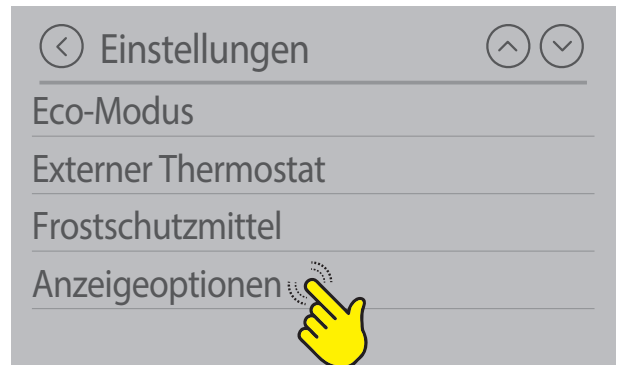 Einstellungen
Eco-Modus
Externer Thermostat
Frostschutzmittel
Anzeigeoptionen